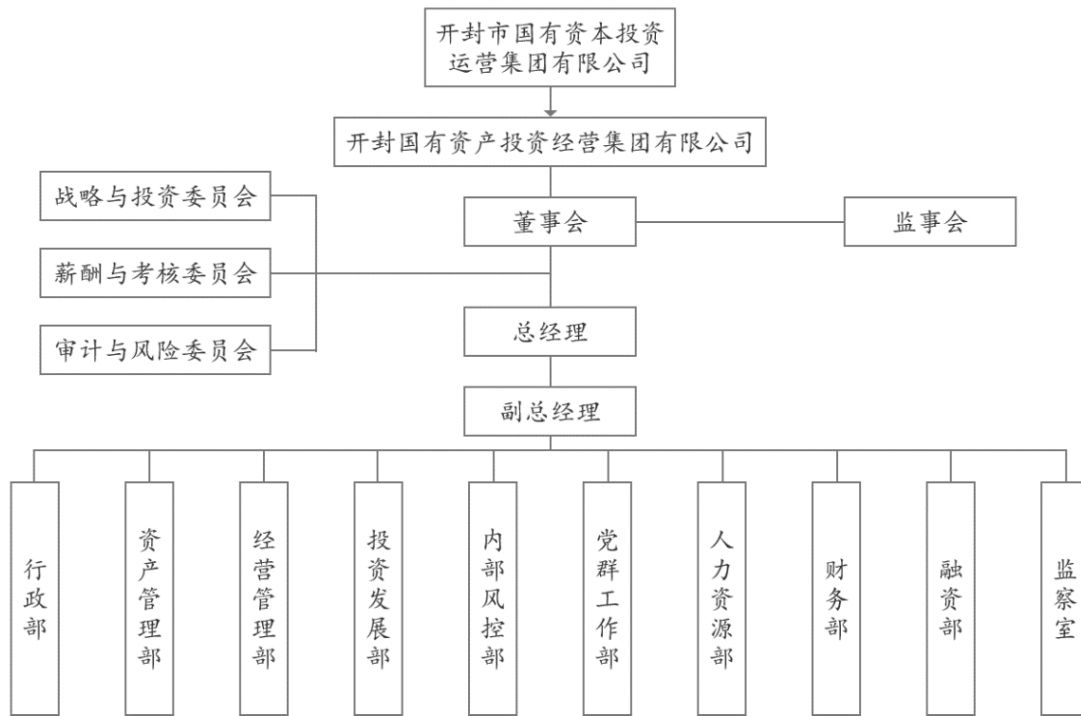 开封市国有资本投资
运营集团有限公司
开封国有资产投资经营集团有限公司
战略与投资委员会
董事会
监事会
薪酬与考核委员会
总经理
审计与风险委员会
副总经理
行政部
资产管理部
经营管理部
投资发展部
内部风控部
党群工作部
人力资源部
财务部
融资部
监察室